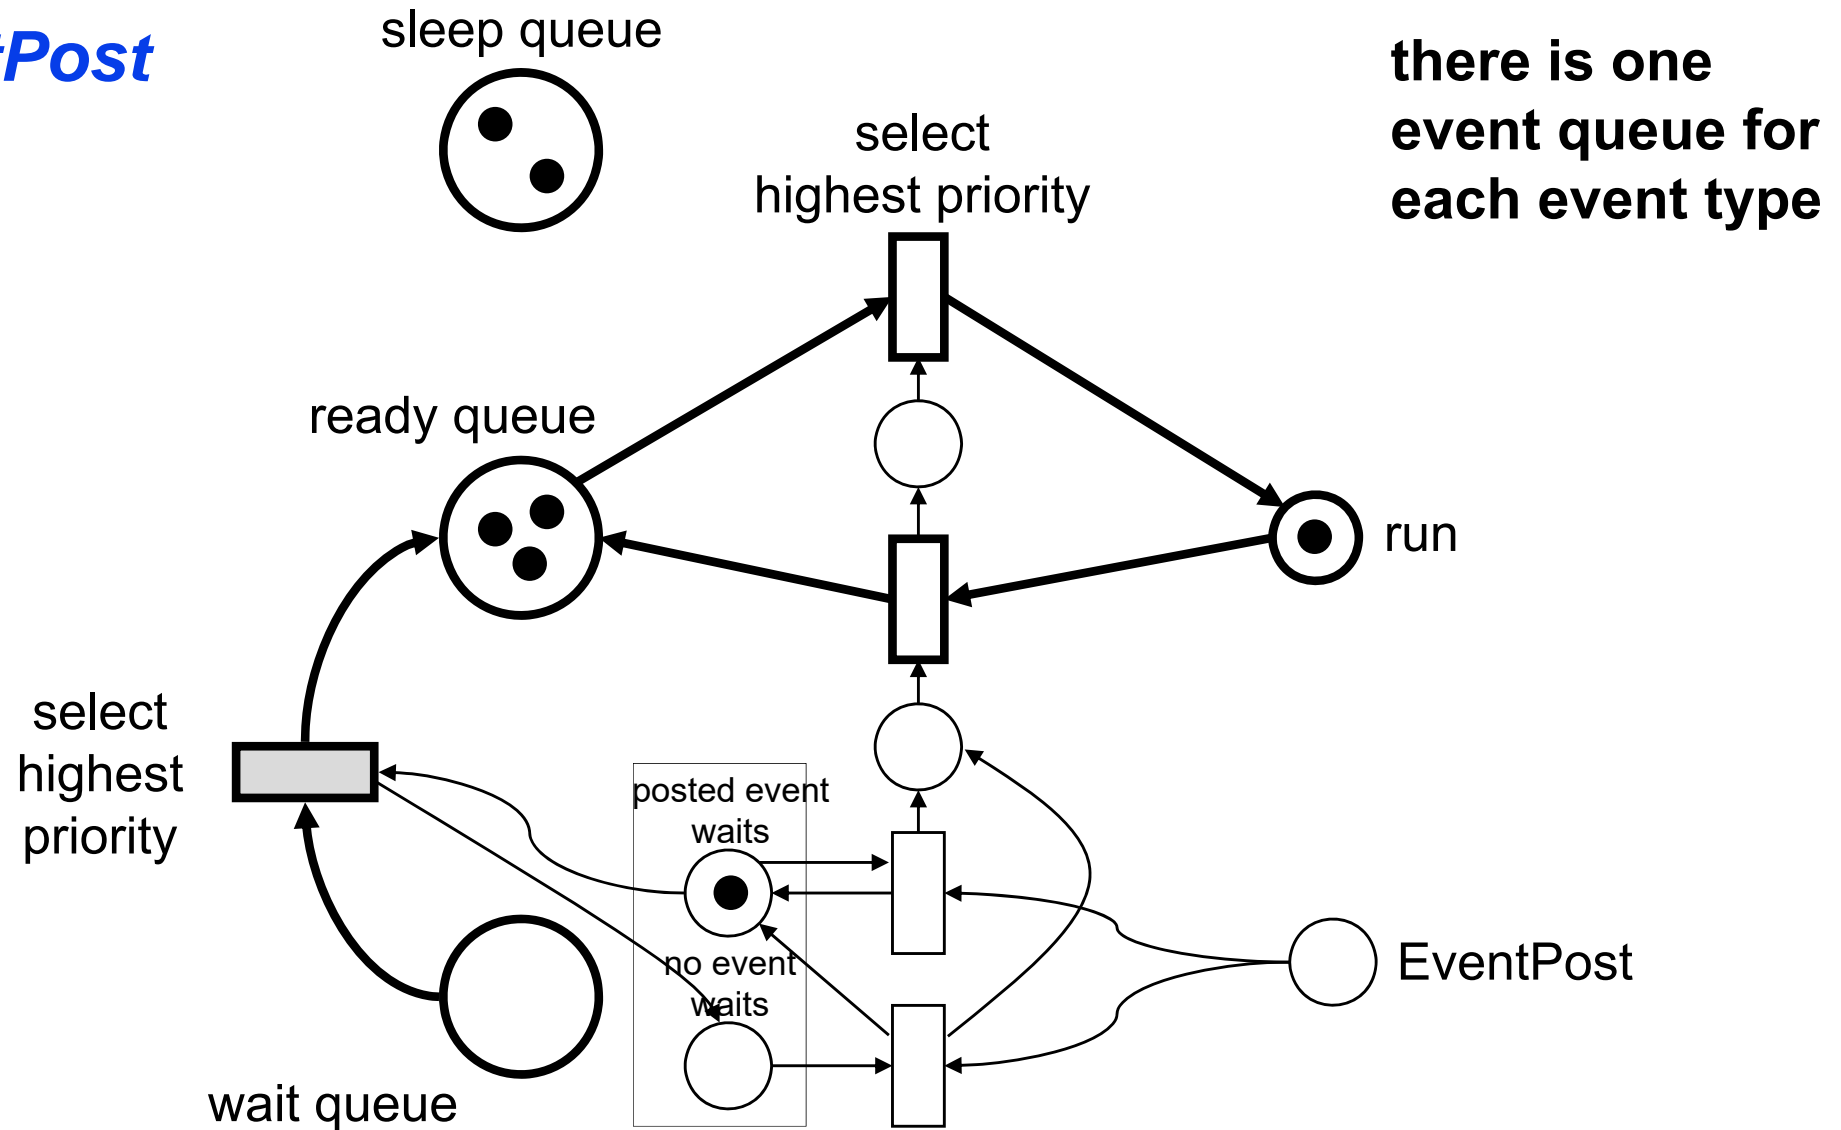 tPost
sleep queue
there is one
event queue for
each event type
select
highest priority
ready queue
run
select
highest
priority
posted event
waits
no event
waits
EventPost
wait queue